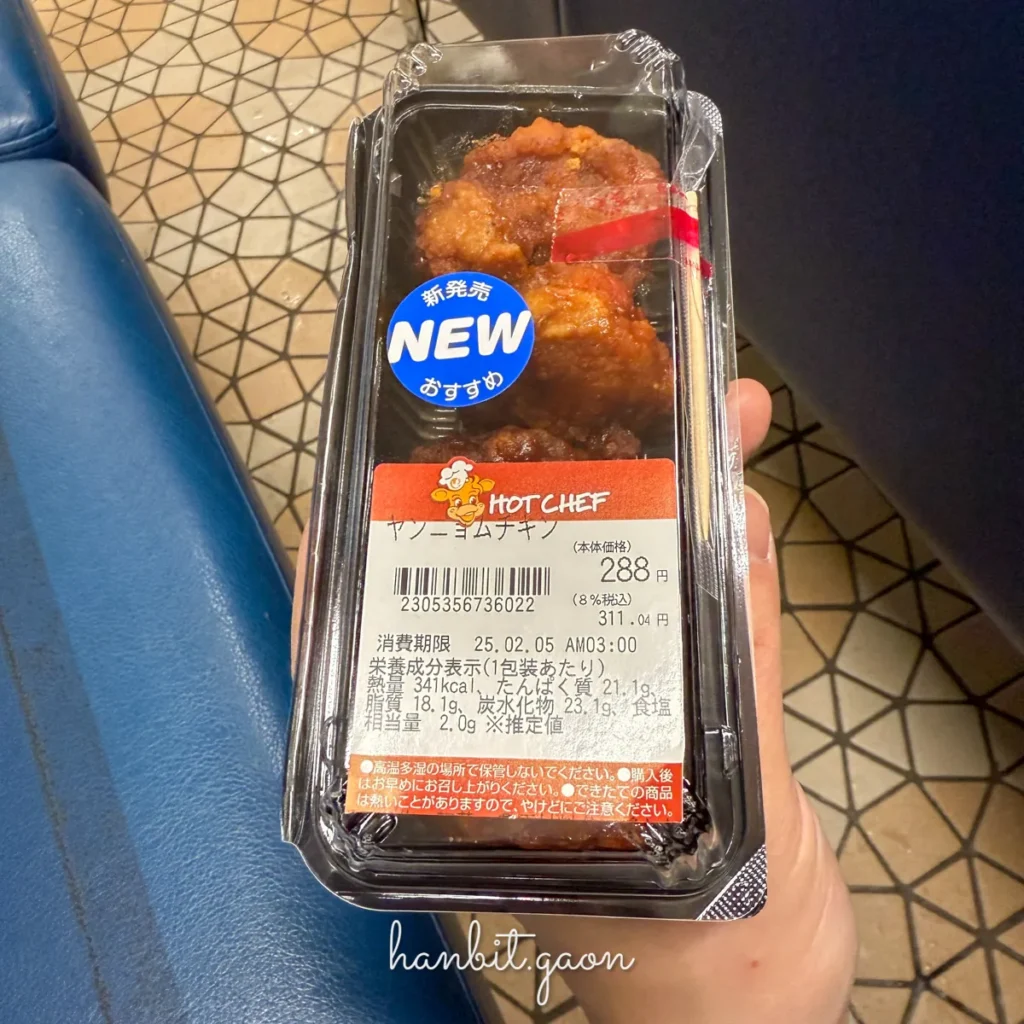 新発売
NEW
おすすめ
HOT CHEF
ヤンニョムチキン
(本体価格)
288 円
2305356736022
(8%税込)
311.04 円
消費期限 25.02.05 AM03:00
栄養成分表示(1包装あたり)
熱量 341kcal、たんぱく質 21.1g、
脂質 18.1g、炭水化物 23.1g、食塩
相当量 2.0g ※推定値
●高温多湿の場所で保管しないでください。●購入後
はお早めにお召し上がりください。●できたての商品
は熱いことがありますので、やけどにご注意ください。
hanbit.gaon